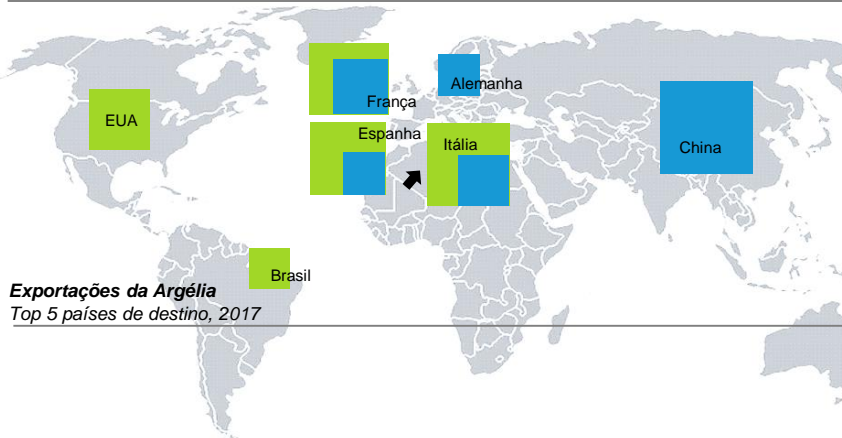 Alemanha
França
EUA
Espanha
Itália
China
Brasil
Exportações da Argélia
Top 5 países de destino, 2017